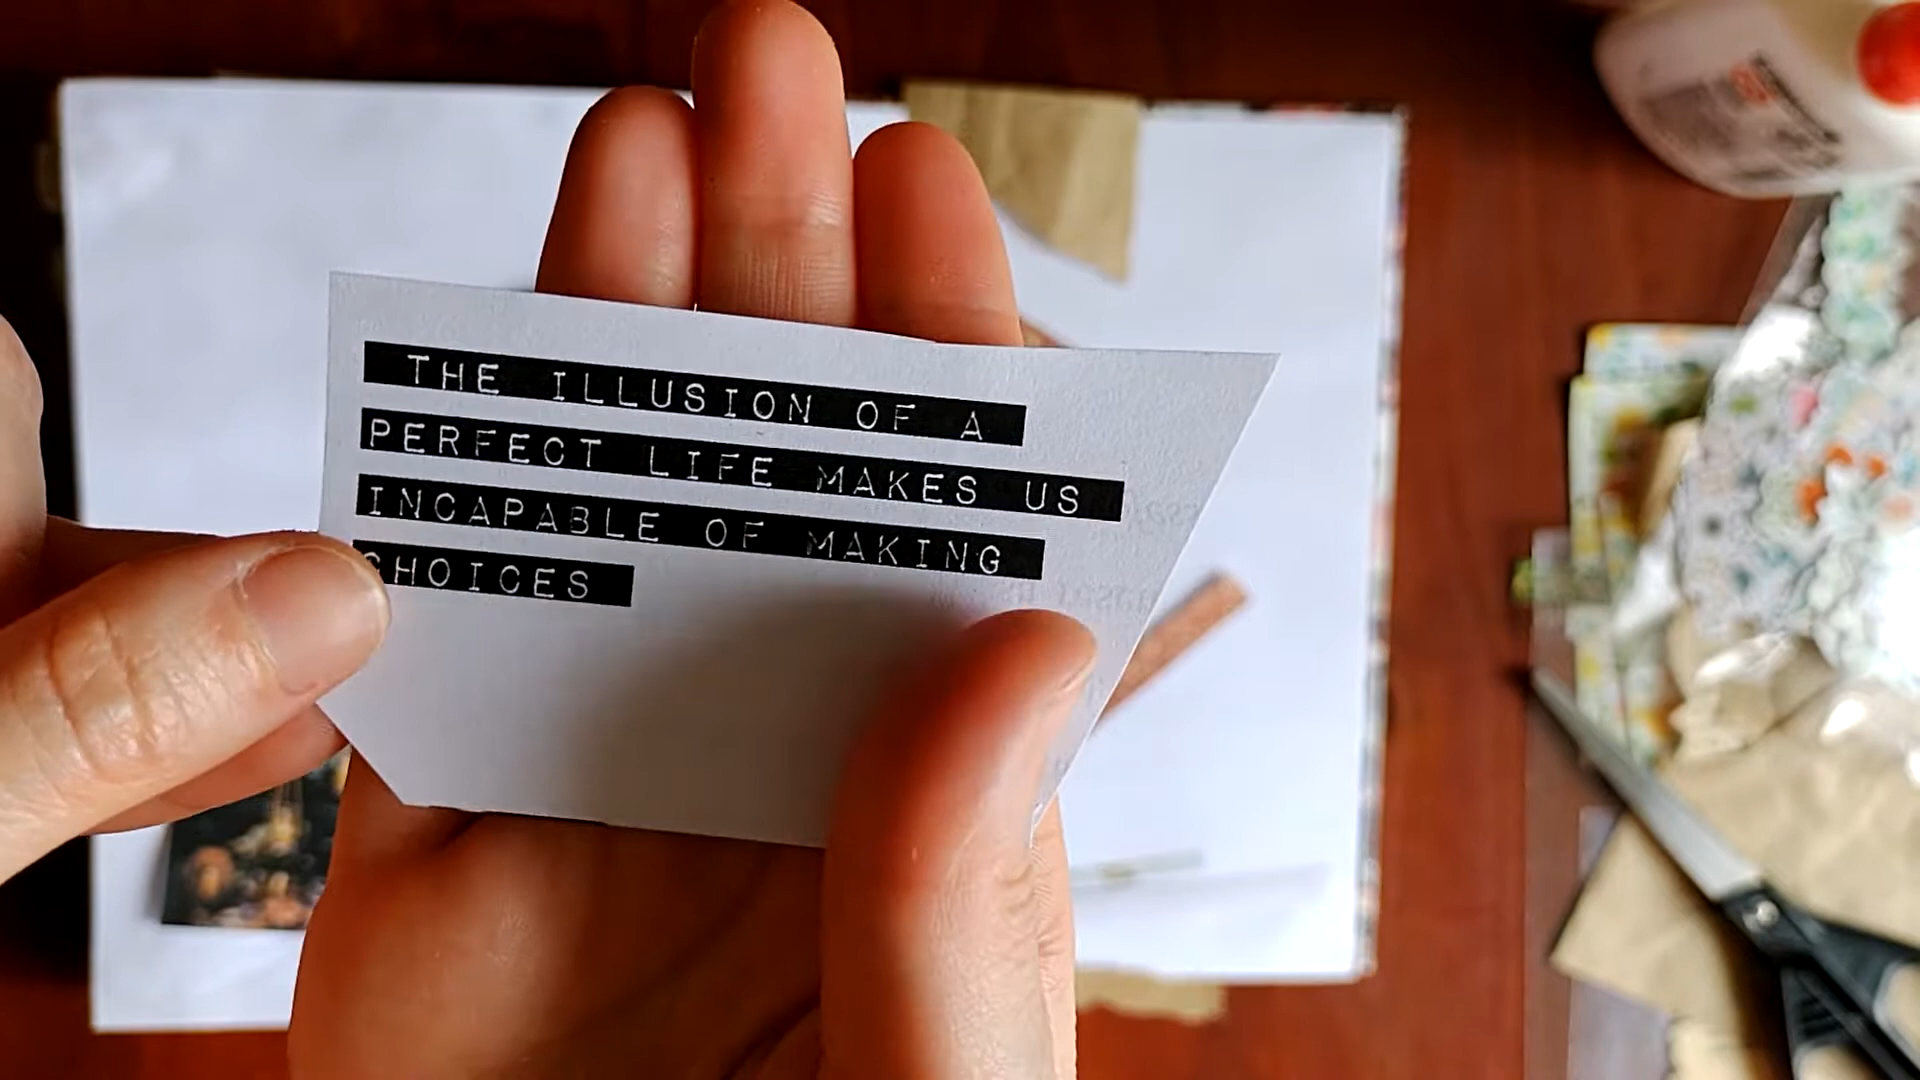 THE ILLUSION OF A
PERFECT LIFE MAKES US
INCAPABLE OF MAKING
CHOICES